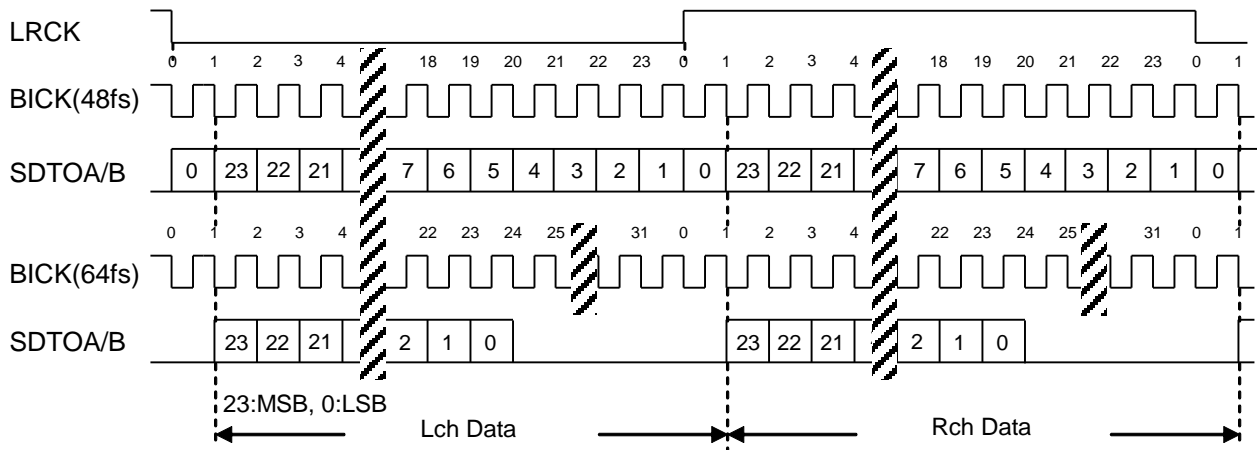 LRCK
0 1 2 3 4 18 19 20 21 22 23 0 1 2 3 4 18 19 20 21 22 23 0 1
BICK(48fs)
SDTOA/B 0 23 22 21 7 6 5 4 3 2 1 0 23 22 21 7 6 5 4 3 2 1 0
0 1 2 3 4 22 23 24 25 31 0 1 2 3 4 22 23 24 25 31 0 1
BICK(64fs)
SDTOA/B 23 22 21 2 1 0 23 22 21 2 1 0
23:MSB, 0:LSB
Lch Data Rch Data